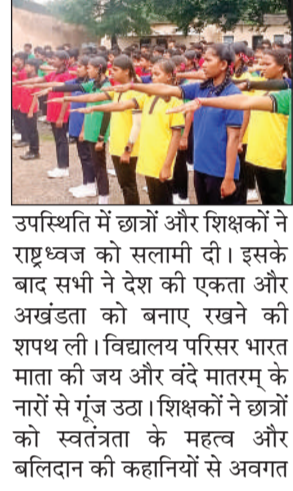 उपस्थिति में छात्रों और शिक्षकों ने
राष्ट्रध्वज को सलामी दी। इसके
बाद सभी ने देश की एकता और
अखंडता को बनाए रखने की
शपथ ली। विद्यालय परिसर भारत
माता की जय और वंदे मातरम् के
नारों से गूंज उठा। शिक्षकों ने छात्रों
को स्वतंत्रता के महत्व और
बलिदान की कहानियों से अवगत